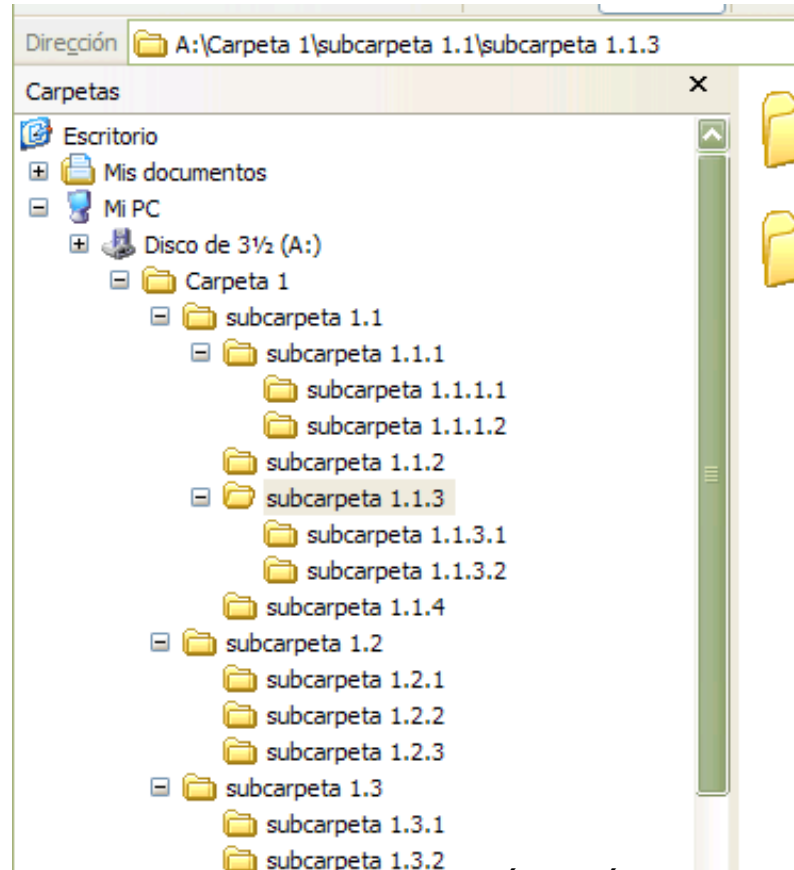 Dirección A:\Carpeta 1\subcarpeta 1.1\subcarpeta 1.1.3
Carpetas
Escritorio
Mis documentos
Mi PC
Disco de 3½ (A:)
Carpeta 1
subcarpeta 1.1
subcarpeta 1.1.1
subcarpeta 1.1.1.1
subcarpeta 1.1.1.2
subcarpeta 1.1.2
subcarpeta 1.1.3
subcarpeta 1.1.3.1
subcarpeta 1.1.3.2
subcarpeta 1.1.4
subcarpeta 1.2
subcarpeta 1.2.1
subcarpeta 1.2.2
subcarpeta 1.2.3
subcarpeta 1.3
subcarpeta 1.3.1
subcarpeta 1.3.2